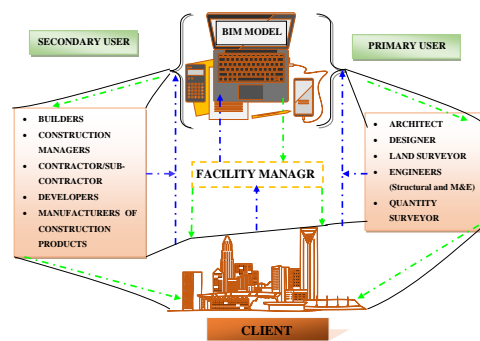 SECONDARY USER
BIM MODEL
PRIMARY USER
• BUILDERS
• CONSTRUCTION
MANAGERS
• CONTRACTOR/SUB-
CONTRACTOR
• DEVELOPERS
• MANUFACTURERS OF
CONSTRUCTION
PRODUCTS
FACILITY MANAGR
• ARCHITECT
• DESIGNER
• LAND SURVEYOR
• ENGINEERS
(Structural and M&E)
• QUANTITY
SURVEYOR
CLIENT